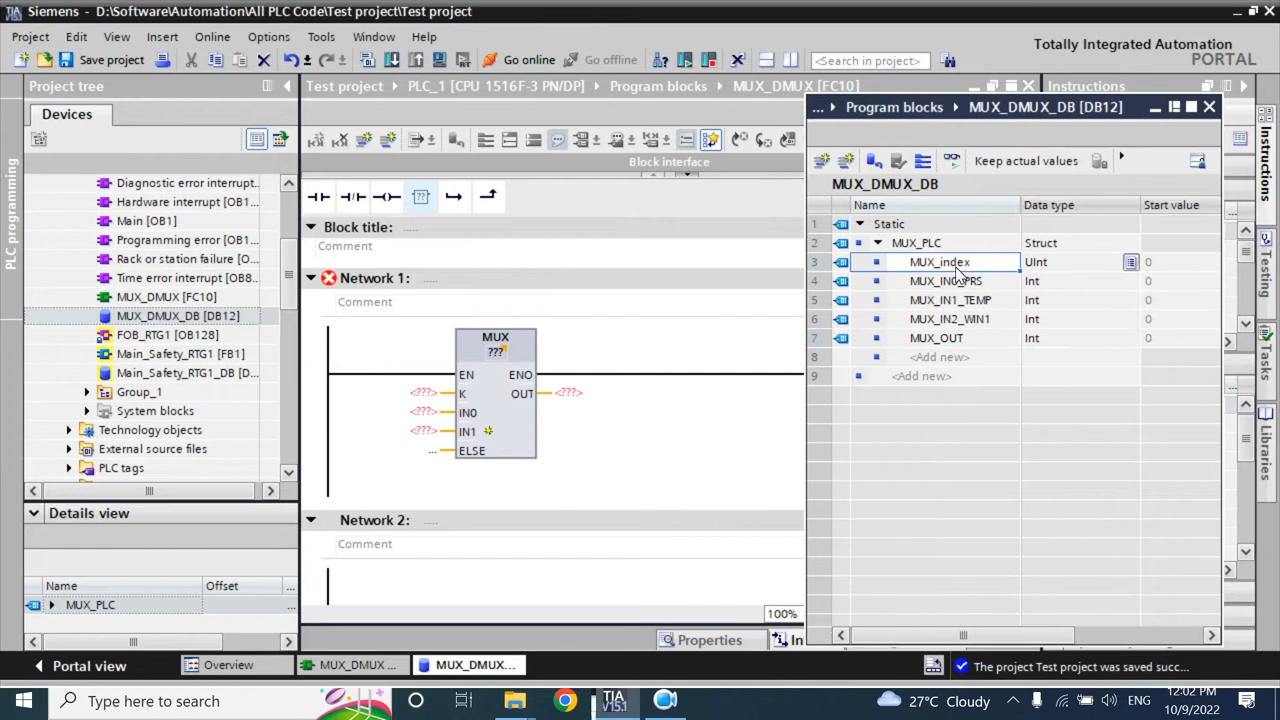 Siemens - D:\Software\Automation\All PLC Code\Test project\Test project
Project Edit View Insert Online Options Tools Window Help
Totally Integrated Automation
PORTAL
Save project
Go online
Go offline
<Search in project>
Project tree
Test project
PLC_1 [CPU 1516F-3 PN/DP]
Program blocks
MUX_DMUX [FC10]
Instructions
Devices
PLC programming
Diagnostic error interrupt...
Hardware interrupt [OB1...
Main [OB1]
Programming error [OB1...
Rack or station failure [O...
Time error interrupt [OB8...
MUX_DMUX [FC10]
MUX_DMUX_DB [DB12]
FOB_RTG1 [OB128]
Main_Safety_RTG1 [FB1]
Main_Safety_RTG1_DB [D...
Group_1
System blocks
Technology objects
External source files
PLC tags
Details view
Name Offset ...
MUX_PLC ...
Block interface
Block title: .....
Comment
Network 1: .....
Comment
MUX
???
EN ENO
<???> K OUT <???>
<???> IN0
<???> IN1
... ELSE
Network 2: .....
Comment
100%
Properties
... Program blocks MUX_DMUX_DB [DB12]
Keep actual values
MUX_DMUX_DB
Name Data type Start value
1 Static
2 MUX_PLC Struct
3 MUX_index UInt 0
4 Int 0
5 MUX_IN1_TEMP Int 0
6 MUX_IN2_WIN1 Int 0
7 MUX_OUT Int 0
8 <Add new>
9 <Add new>
Instructions
Testing
Tasks
Libraries
Portal view
Overview
MUX_DMUX ...
MUX_DMUX...
The project Test project was saved succ...
Type here to search
TIA
V15.1
27°C Cloudy
ENG
12:02 PM
10/9/2022